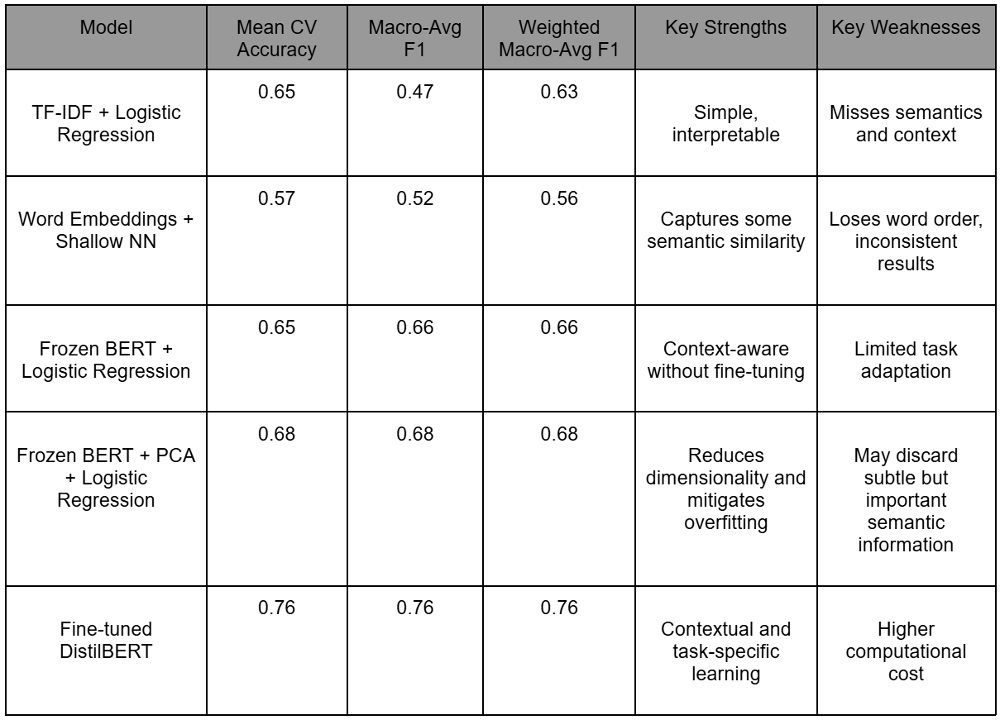 Model
Mean CV
Accuracy
Macro-Avg
F1
Weighted
Macro-Avg F1
Key Strengths
Key Weaknesses
TF-IDF + Logistic
Regression
0.65
0.47
0.63
Simple,
interpretable
Misses semantics
and context
Word Embeddings +
Shallow NN
0.57
0.52
0.56
Captures some
semantic similarity
Loses word order,
inconsistent
results
Frozen BERT +
Logistic Regression
0.65
0.66
0.66
Context-aware
without fine-tuning
Limited task
adaptation
Frozen BERT + PCA
+ Logistic
Regression
0.68
0.68
0.68
Reduces
dimensionality and
mitigates
overfitting
May discard
subtle but
important
semantic
information
Fine-tuned
DistilBERT
0.76
0.76
0.76
Contextual and
task-specific
learning
Higher
computational
cost